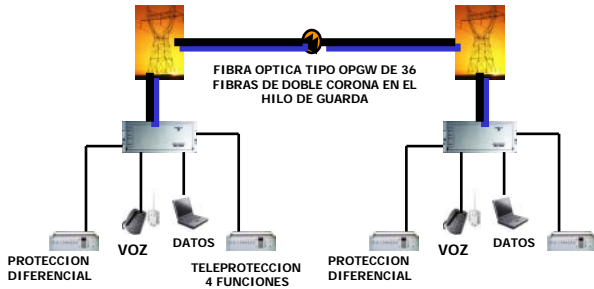 FIBRA OPTICA TIPO OPGW DE 36
FIBRAS DE DOBLE CORONA EN EL
HILO DE GUARDA
PROTECCION
DIFERENCIAL
VOZ
DATOS
TELEPROTECCION
4 FUNCIONES
PROTECCION
DIFERENCIAL
VOZ
DATOS